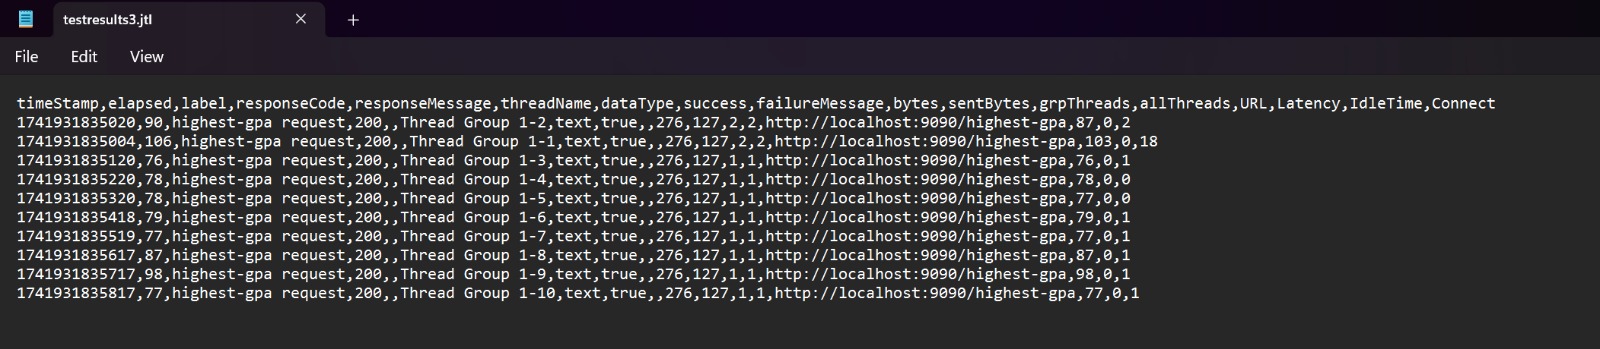 testresults3.jtl
File Edit View
timeStamp,elapsed,label,responseCode,responseMessage,threadName,dataType,success,failureMessage,bytes,sentBytes,grpThreads,allThreads,URL,Latency,IdleTime,Connect
1741931835020,90,highest-gpa request,200,,Thread Group 1-2,text,true,,276,127,2,2,http://localhost:9090/highest-gpa,87,0,2
1741931835004,106,highest-gpa request,200,,Thread Group 1-1,text,true,,276,127,2,2,http://localhost:9090/highest-gpa,103,0,18
1741931835120,76,highest-gpa request,200,,Thread Group 1-3,text,true,,276,127,1,1,http://localhost:9090/highest-gpa,76,0,1
1741931835220,78,highest-gpa request,200,,Thread Group 1-4,text,true,,276,127,1,1,http://localhost:9090/highest-gpa,78,0,0
1741931835320,78,highest-gpa request,200,,Thread Group 1-5,text,true,,276,127,1,1,http://localhost:9090/highest-gpa,77,0,0
1741931835418,79,highest-gpa request,200,,Thread Group 1-6,text,true,,276,127,1,1,http://localhost:9090/highest-gpa,79,0,1
1741931835519,77,highest-gpa request,200,,Thread Group 1-7,text,true,,276,127,1,1,http://localhost:9090/highest-gpa,77,0,1
1741931835617,87,highest-gpa request,200,,Thread Group 1-8,text,true,,276,127,1,1,http://localhost:9090/highest-gpa,87,0,1
1741931835717,98,highest-gpa request,200,,Thread Group 1-9,text,true,,276,127,1,1,http://localhost:9090/highest-gpa,98,0,1
1741931835817,77,highest-gpa request,200,,Thread Group 1-10,text,true,,276,127,1,1,http://localhost:9090/highest-gpa,77,0,1